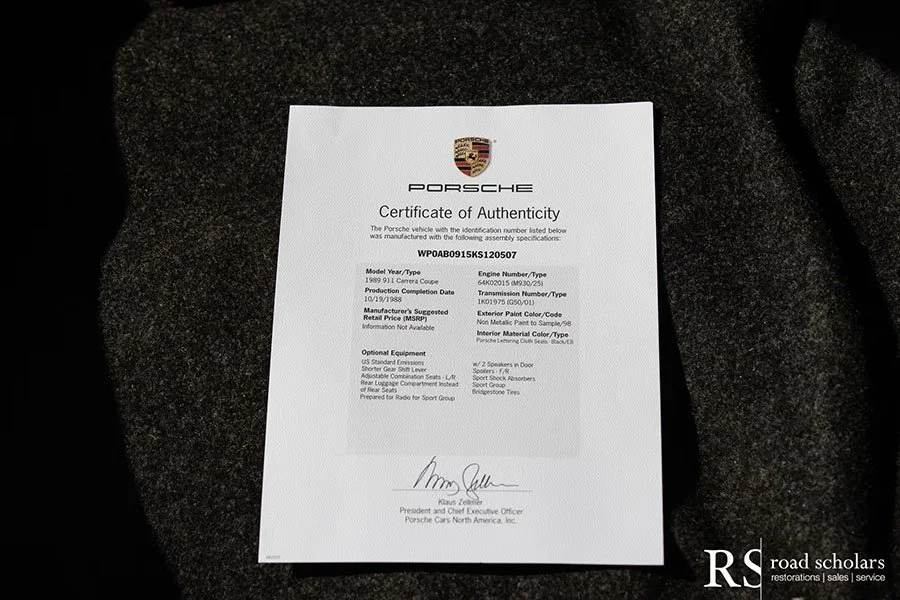 PORSCHE
PORSCHE
Certificate of Authenticity
The Porsche vehicle with the identification number listed below
was manufactured with the following assembly specifications:
WP0AB0915KS120507
Model Year/Type
1989 911 Carrera Coupe
Production Completion Date
10/19/1988
Manufacturer's Suggested
Retail Price (MSRP)
Information Not Available
Engine Number/Type
64K02015 (M930/25)
Transmission Number/Type
1K01975 (G50/01)
Exterior Paint Color/Code
Non Metallic Paint to Sample/98
Interior Material Color/Type
Porsche Lettering Cloth Seats - Black/EB
Optional Equipment
US Standard Emissions
Shorter Gear Shift Lever
Adjustable Combination Seats - L/R
Rear Luggage Compartment Instead
of Rear Seats
Prepared for Radio for Sport Group
w/ 2 Speakers in Door
Spoilers - F/R
Sport Shock Absorbers
Sport Group
Bridgestone Tires
Klaus Zellmer
President and Chief Executive Officer
Porsche Cars North America, Inc.
RS road scholars
restorations | sales | service